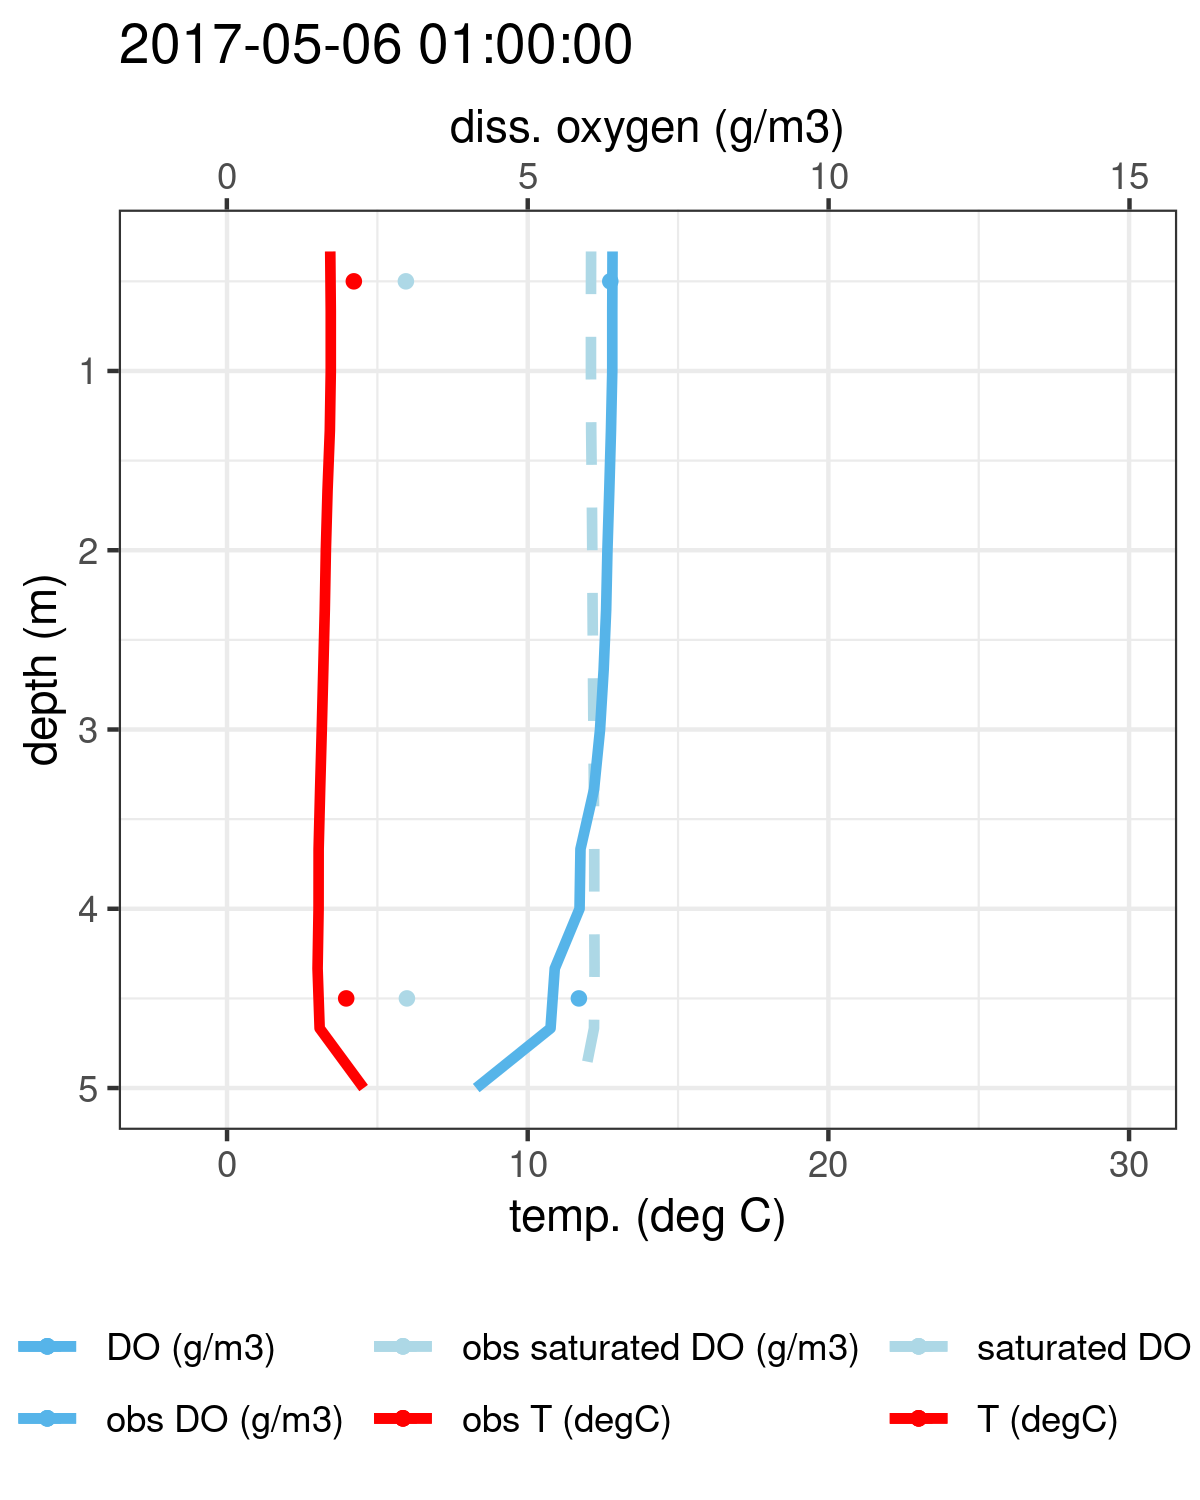 2017-05-06 01:00:00
diss. oxygen (g/m3)
0 5 10 15
depth (m)
1
2
3
4
5
0 10 20 30
temp. (deg C)
DO (g/m3) obs saturated DO (g/m3) saturated DO
obs DO (g/m3) obs T (degC) T (degC)